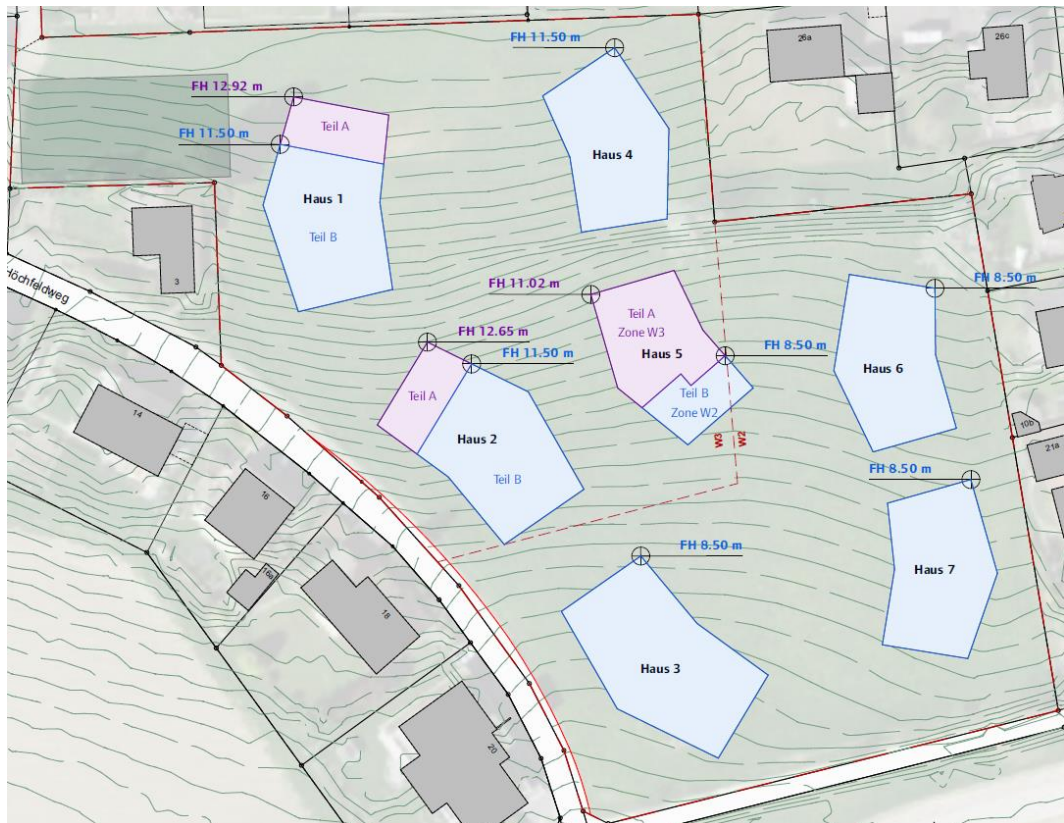 FH 11.50 m
26a
26c
FH 12.92 m
Teil A
FH 11.50 m
Haus 4
Haus 1
Teil B
3
Höchfeldweg
FH 11.02 m
FH 8.50 m
Teil A
Zone W3
FH 12.65 m
Haus 5
FH 8.50 m
FH 11.50 m
Haus 6
Teil B
Zone W2
Teil A
14
10b
Haus 2
W3
W2
21a
FH 8.50 m
Teil B
16
FH 8.50 m
Haus 7
16a
18
Haus 3
20